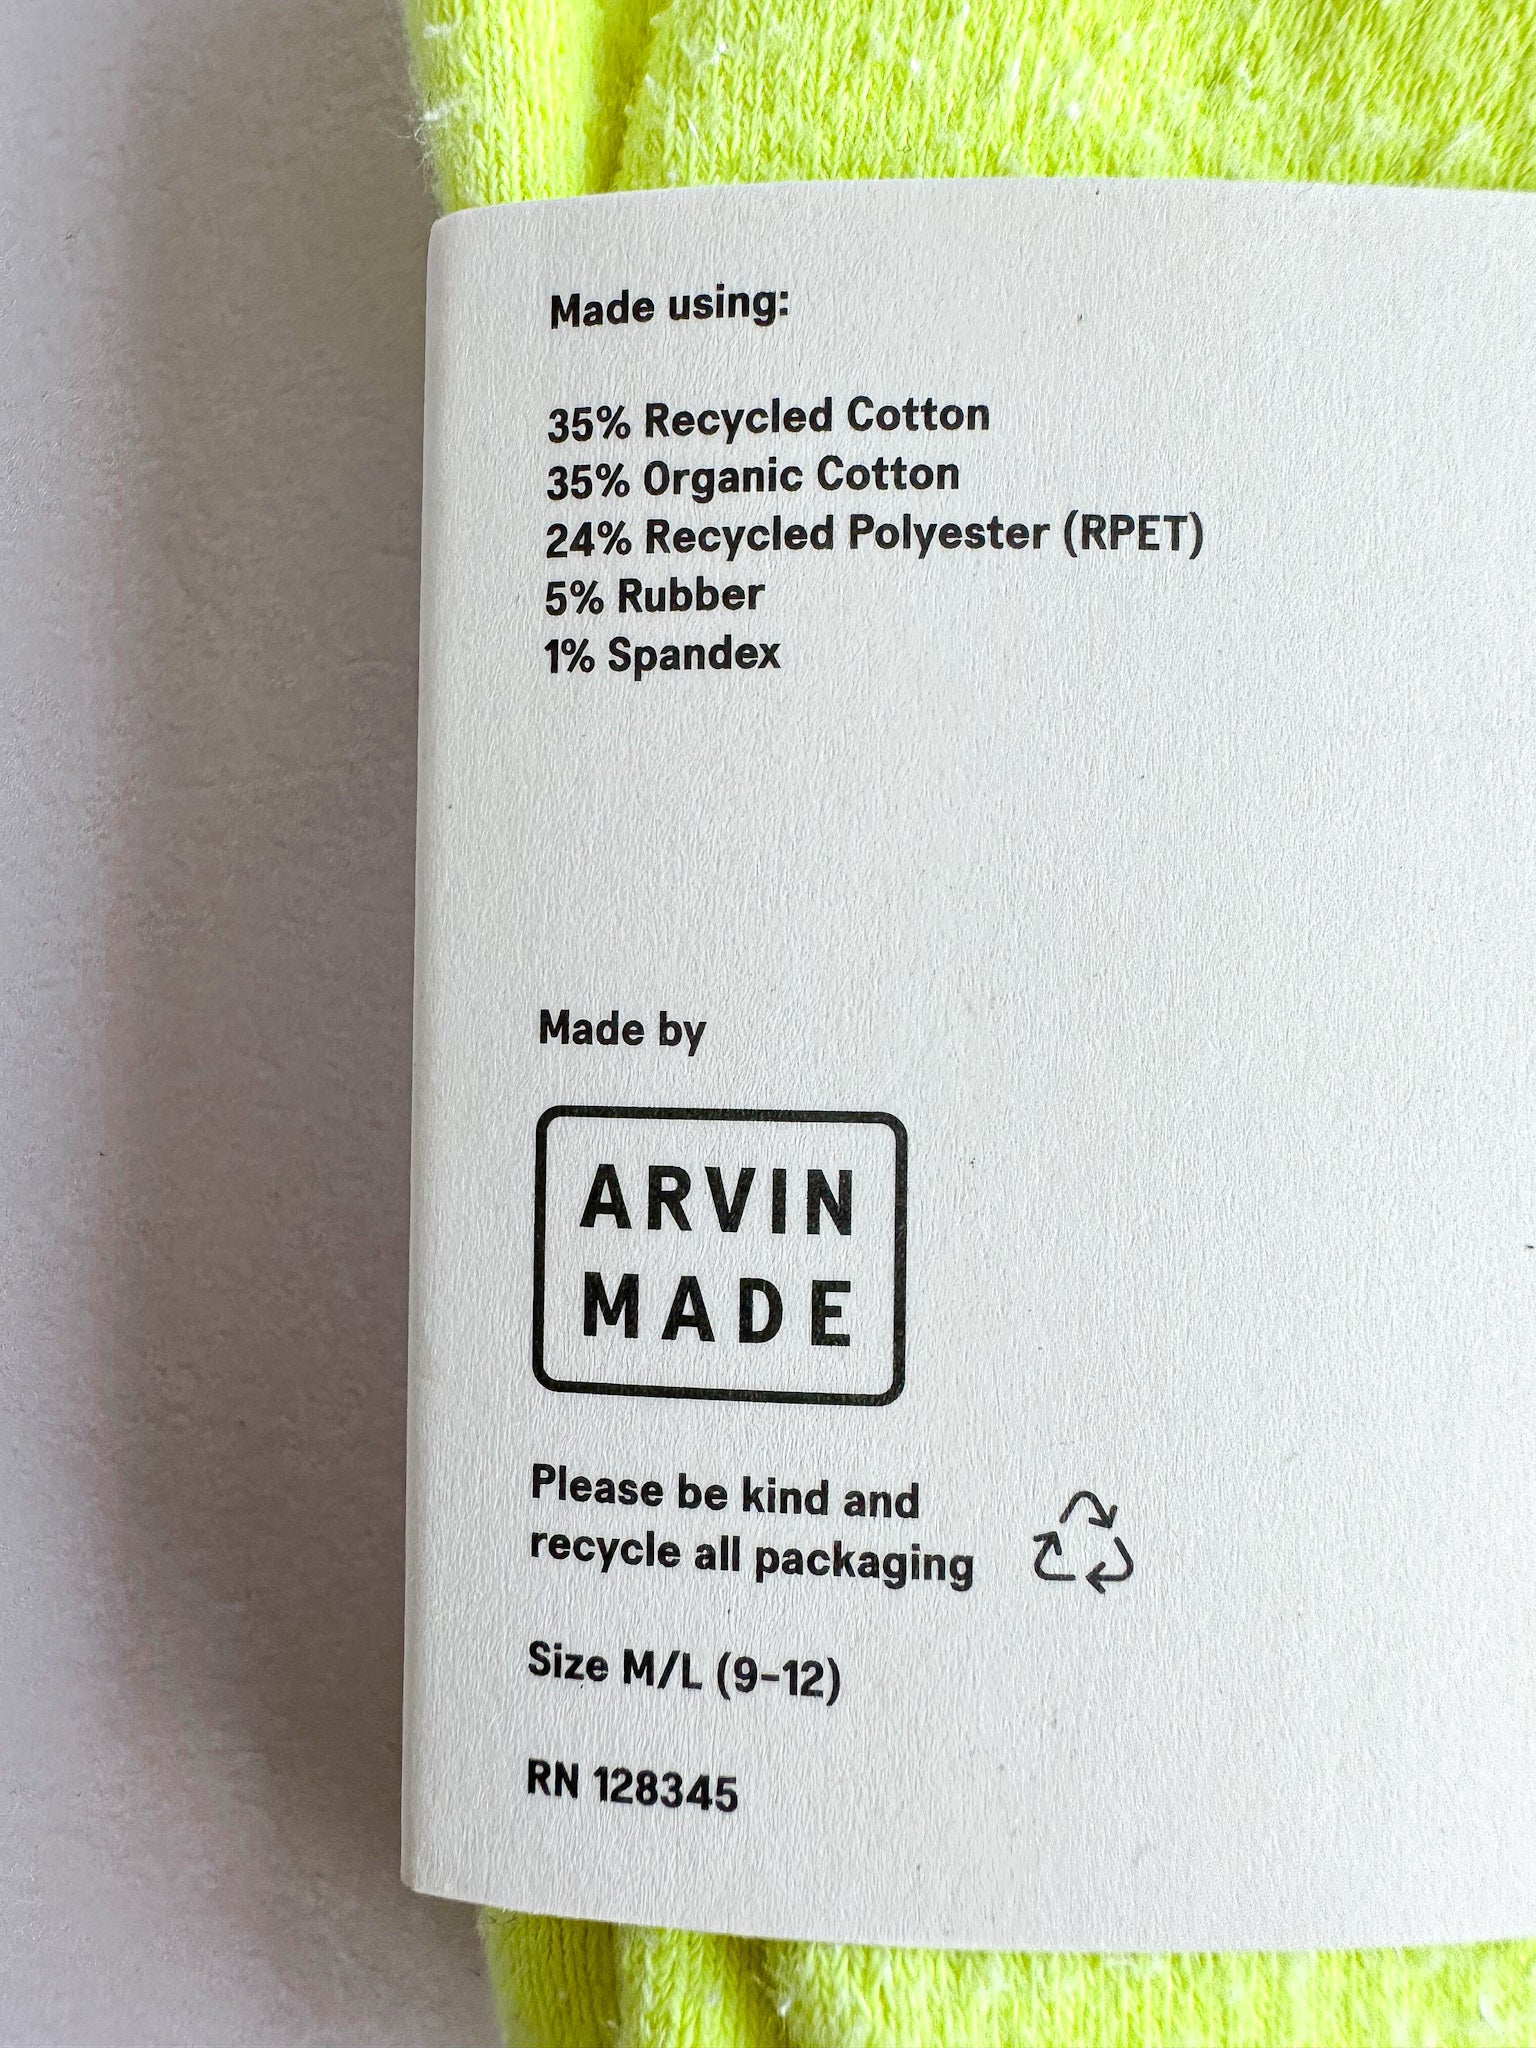 Made using:
35% Recycled Cotton
35% Organic Cotton
24% Recycled Polyester (RPET)
5% Rubber
1% Spandex
Made by
ARVIN
MADE
Please be kind and
recycle all packaging
Size M/L (9-12)
RN 128345